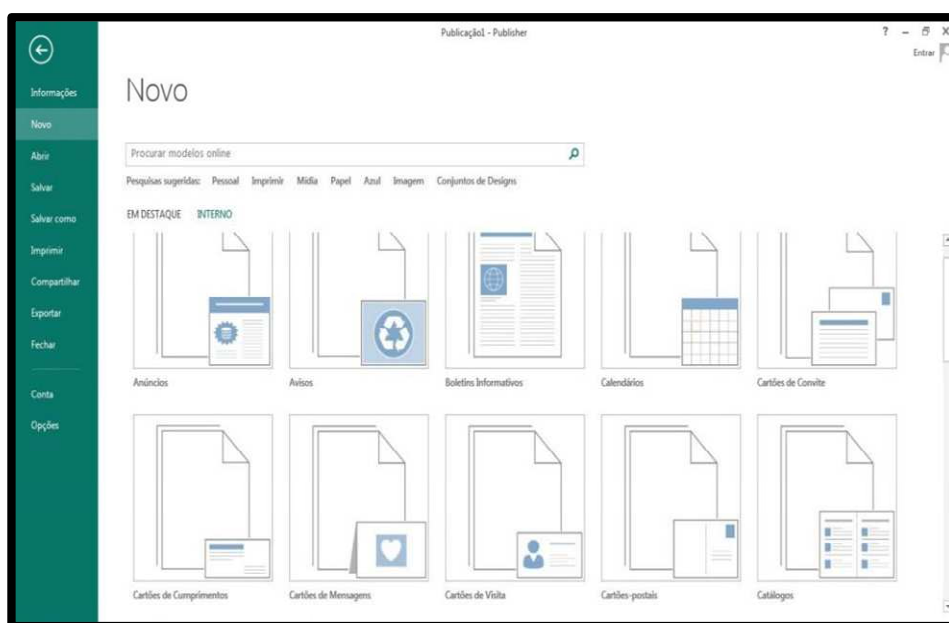 Publicação1 - Publisher
? – X
Entrar
Informações
Novo
Abrir
Salvar
Salvar como
Imprimir
Compartilhar
Exportar
Fechar
Conta
Opções
Novo
Procurar modelos online
Pesquisas sugeridas: Pessoal Imprimir Mídia Papel Azul Imagem Conjuntos de Designs
EM DESTAQUE INTERNO
Anúncios Avisos Boletins Informativos Calendários Cartões de Convite
Cartões de Cumprimentos Cartões de Mensagens Cartões de Visita Cartões-postais Catálogos